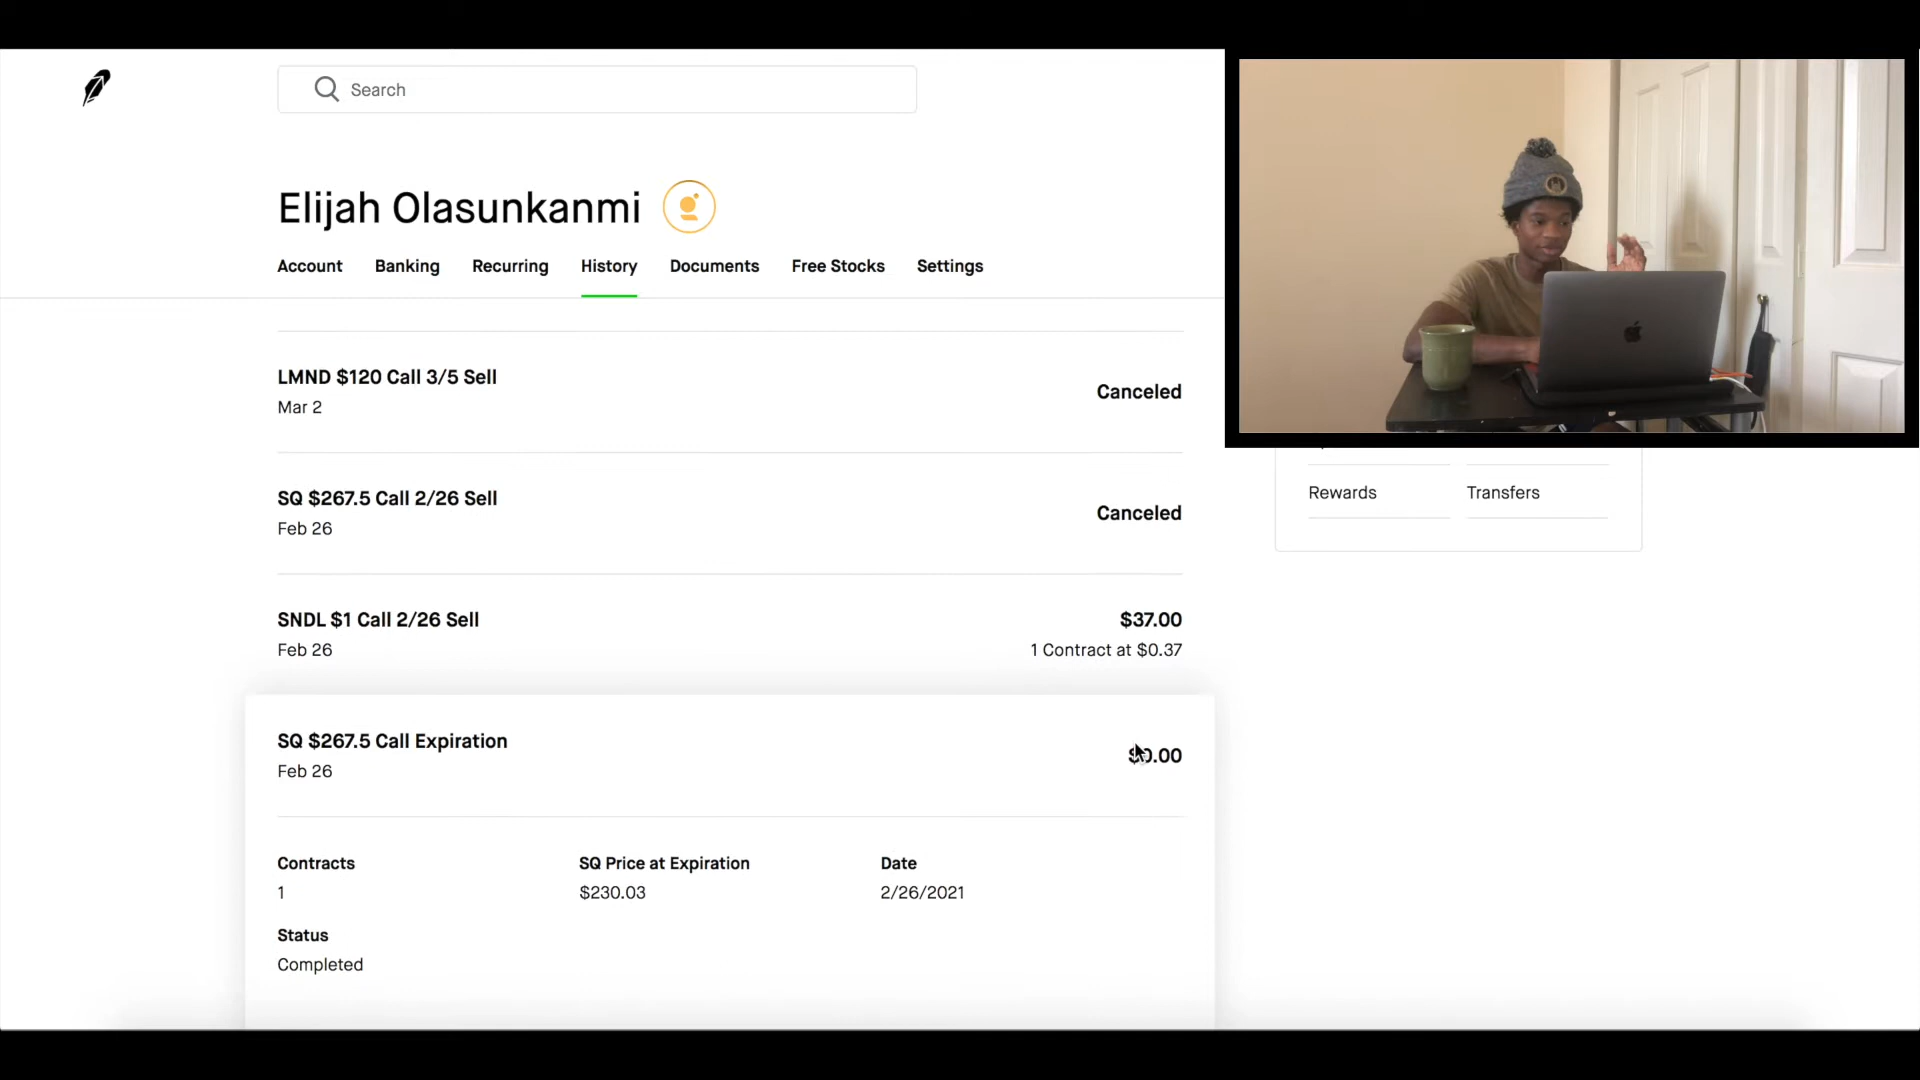 Search
Elijah Olasunkanmi
Account Banking Recurring History Documents Free Stocks Settings
LMND $120 Call 3/5 Sell
Mar 2
Canceled
SQ $267.5 Call 2/26 Sell
Feb 26
Canceled
SNDL $1 Call 2/26 Sell
Feb 26
$37.00
1 Contract at $0.37
SQ $267.5 Call Expiration
Feb 26
$0.00
Contracts
1
SQ Price at Expiration
$230.03
Date
2/26/2021
Status
Completed
Rewards
Transfers